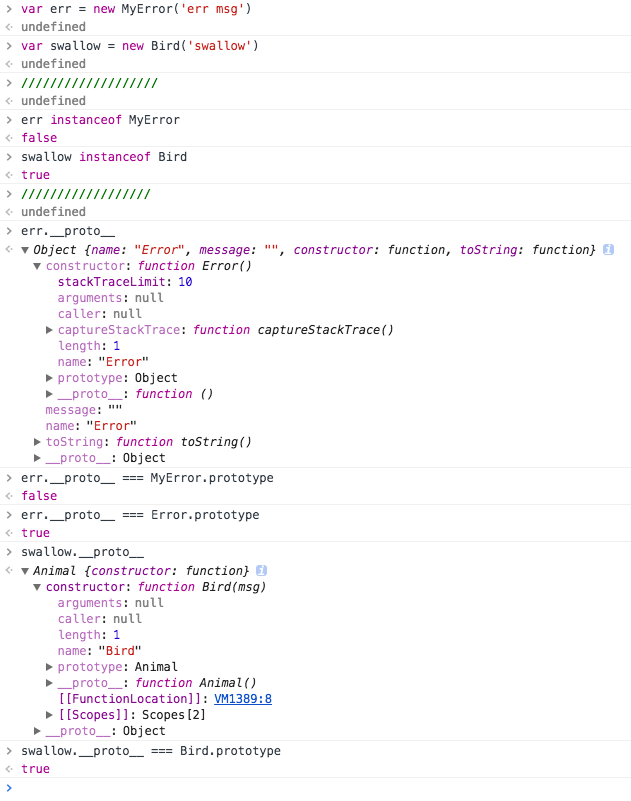 var err = new MyError('err msg')
undefined
var swallow = new Bird('swallow')
undefined
///////////////////
undefined
err instanceof MyError
false
swallow instanceof Bird
true
//////////////////
undefined
err.__proto__
Object {name: "Error", message: "", constructor: function, toString: function}
constructor: function Error()
stackTraceLimit: 10
arguments: null
caller: null
captureStackTrace: function captureStackTrace()
length: 1
name: "Error"
prototype: Object
__proto__: function ()
message: ""
name: "Error"
toString: function toString()
__proto__: Object
err.__proto__ === MyError.prototype
false
err.__proto__ === Error.prototype
true
swallow.__proto__
Animal {constructor: function}
constructor: function Bird(msg)
arguments: null
caller: null
length: 1
name: "Bird"
prototype: Animal
__proto__: function Animal()
[[FunctionLocation]]: VM1389:8
[[Scopes]]: Scopes[2]
__proto__: Object
swallow.__proto__ === Bird.prototype
true